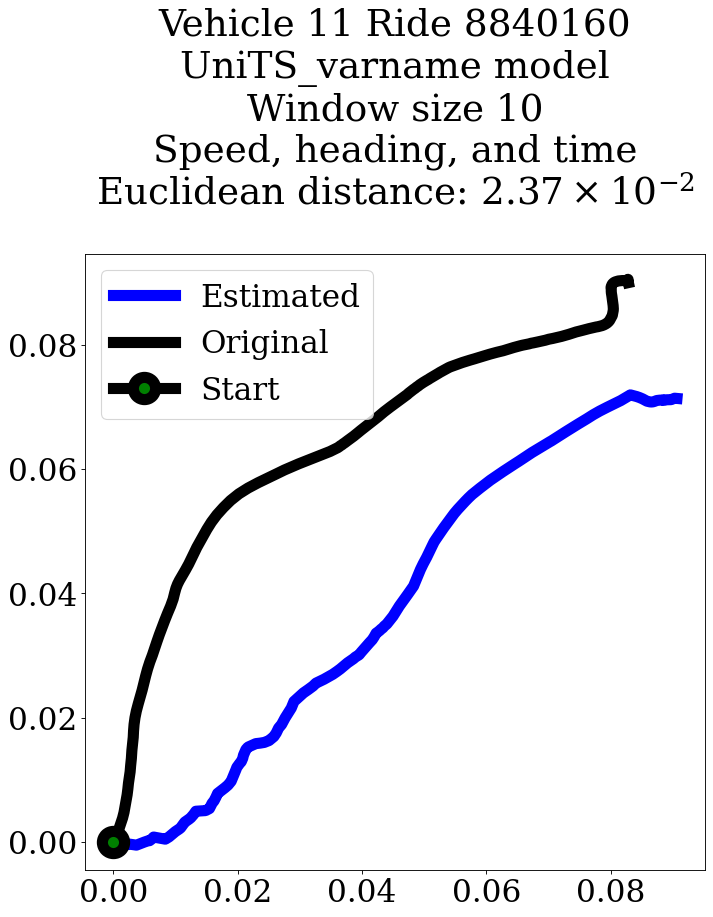 Vehicle 11 Ride 8840160
UniTS_varname model
Window size 10
Speed, heading, and time
Euclidean distance: 2.37 × 10⁻²
Estimated
Original
Start
0.08
0.06
0.04
0.02
0.00
0.00 0.02 0.04 0.06 0.08